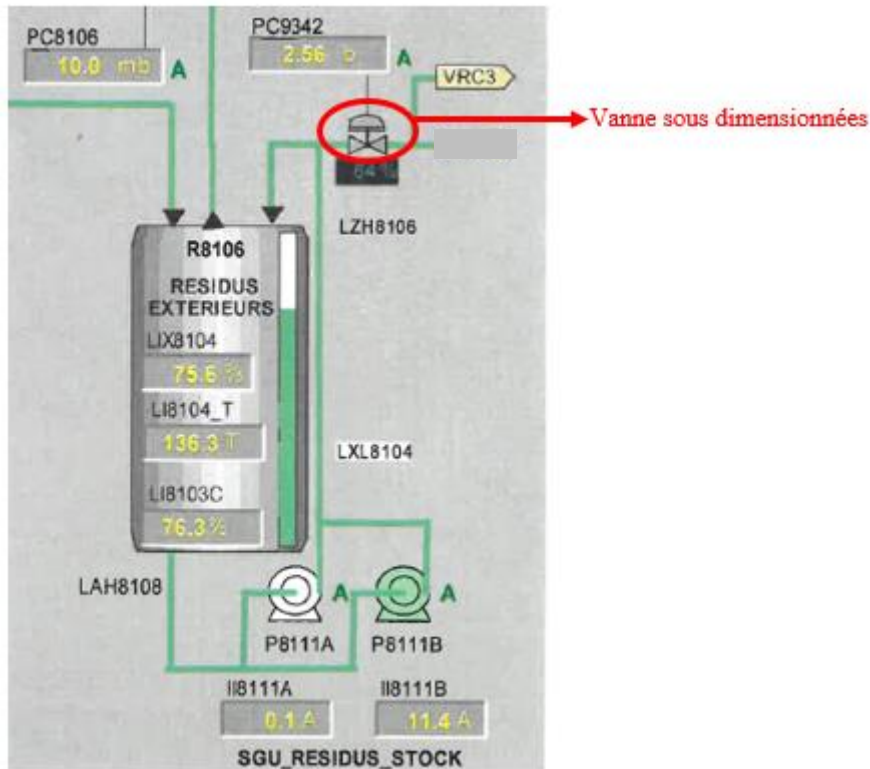 PC8106
10.0 mb A
PC9342
2.56 b A
VRC3
Vanne sous dimensionnées
64 %
LZH8106
R8106
RESIDUS
EXTERIEURS
LIX8104
75.6 %
LI8104_T
136.3 T
LXL8104
LI8103C
76.3 %
LAH8108
A A
P8111A P8111B
II8111A II8111B
0.1 A 11.4 A
SGU_RESIDUS_STOCK